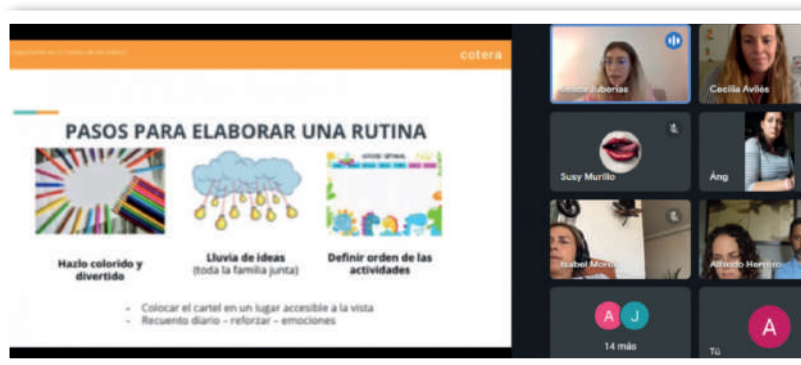 cotera
PASOS PARA ELABORAR UNA RUTINA
Hazlo colorido y
divertido
Lluvia de ideas
(toda la familia junta)
Definir orden de las
actividades
- Colocar el cartel en un lugar accesible a la vista
- Recuento diario – reforzar – emociones
Cecilia Avilés
Susy Murillo
Áng
Isabel
Alfredo Herrero
A
J
14 más
A
Tú